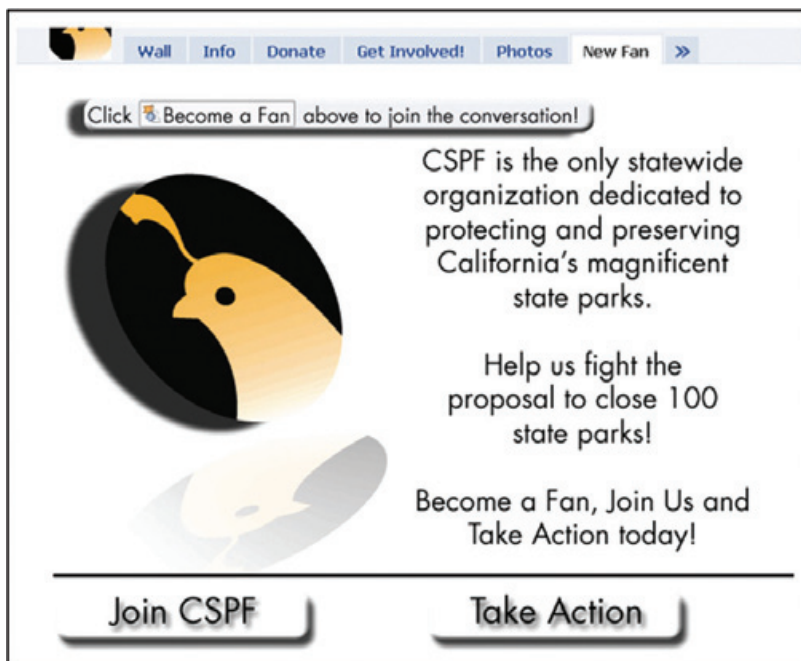 Wall Info Donate Get Involved! Photos New Fan »
Click Become a Fan above to join the conversation!
CSPF is the only statewide
organization dedicated to
protecting and preserving
California's magnificent
state parks.
Help us fight the
proposal to close 100
state parks!
Become a Fan, Join Us and
Take Action today!
Join CSPF Take Action